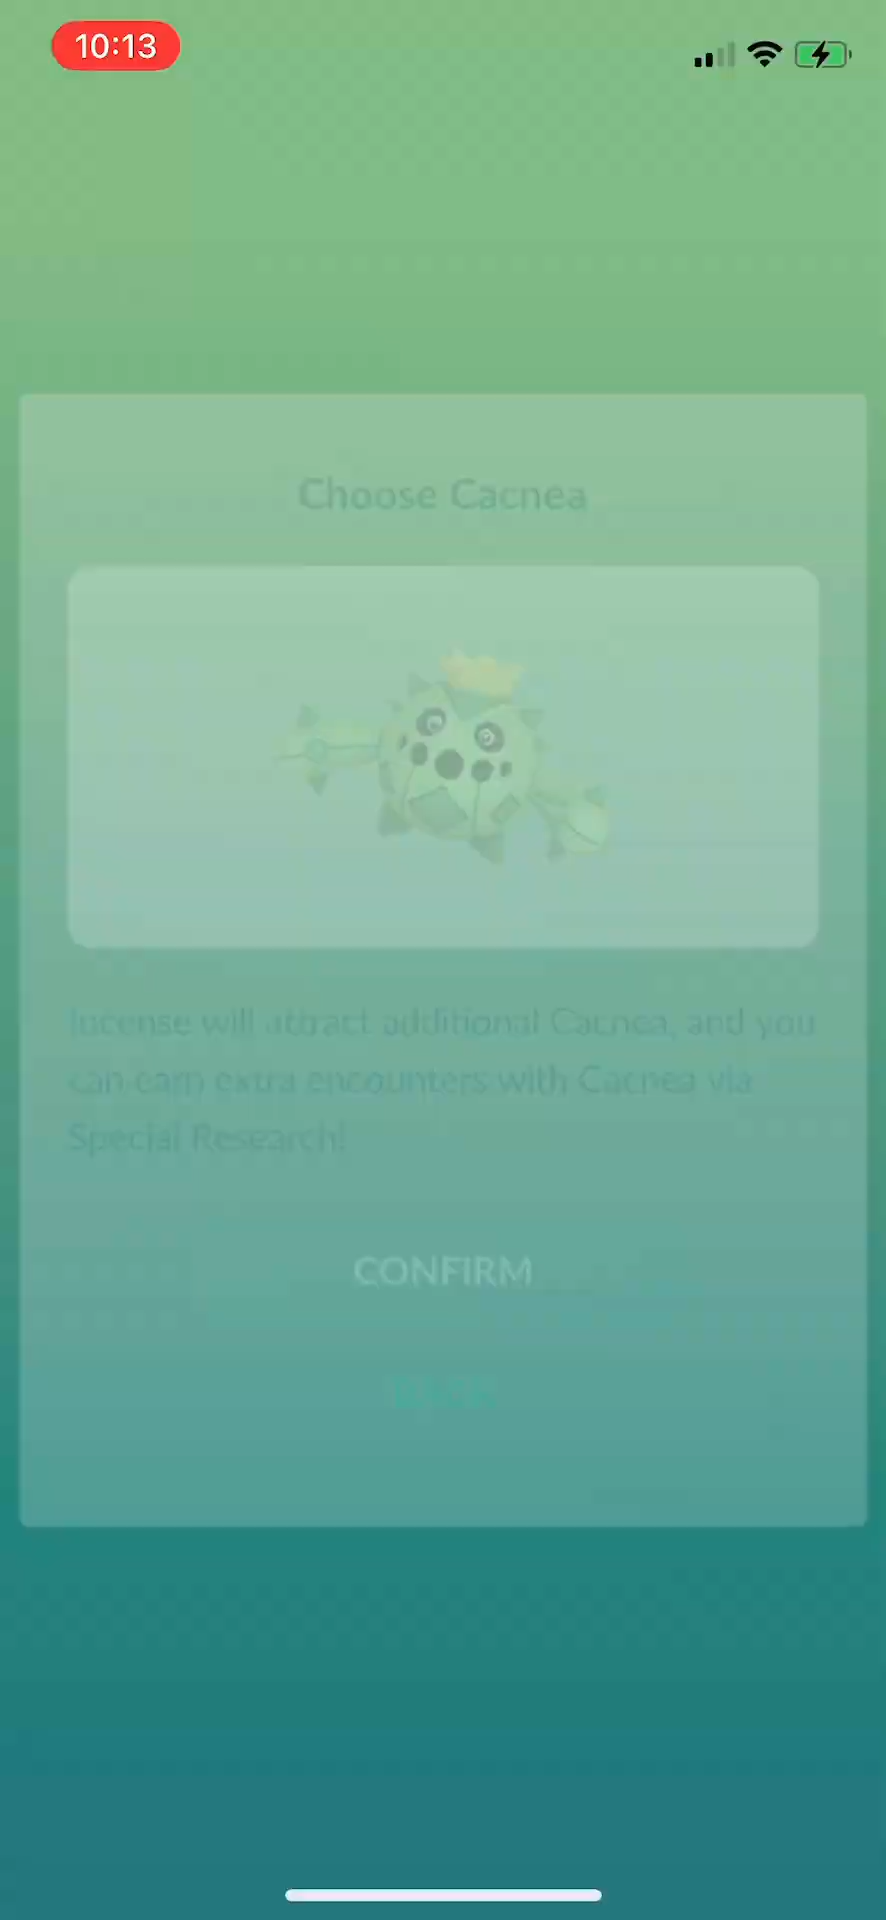 10:13
Choose Cacnea
Incense will attract additional Cacnea, and you
can earn extra encounters with Cacnea via
Special Research!
CONFIRM
BACK